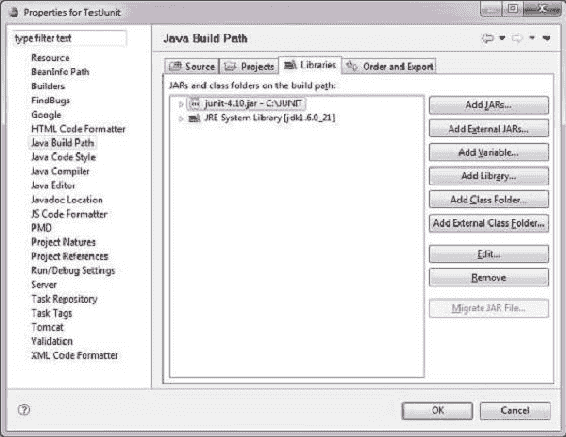 Properties for TestJunit
type filter text
Resource
BeanInfo Path
Builders
FindBugs
Google
HTML Code Formatter
Java Build Path
Java Code Style
Java Compiler
Java Editor
Javadoc Location
JS Code Formatter
PMD
Project Natures
Project References
Run/Debug Settings
Server
Task Repository
Task Tags
Tomcat
Validation
XML Code Formatter
Java Build Path
Source Projects Libraries Order and Export
JARs and class folders on the build path:
junit-4.10.jar - C:\JUNIT
JRE System Library [jdk1.6.0_21]
Add JARs...
Add External JARs...
Add Variable...
Add Library...
Add Class Folder...
Add External Class Folder...
Edit...
Remove
Migrate JAR File...
OK Cancel